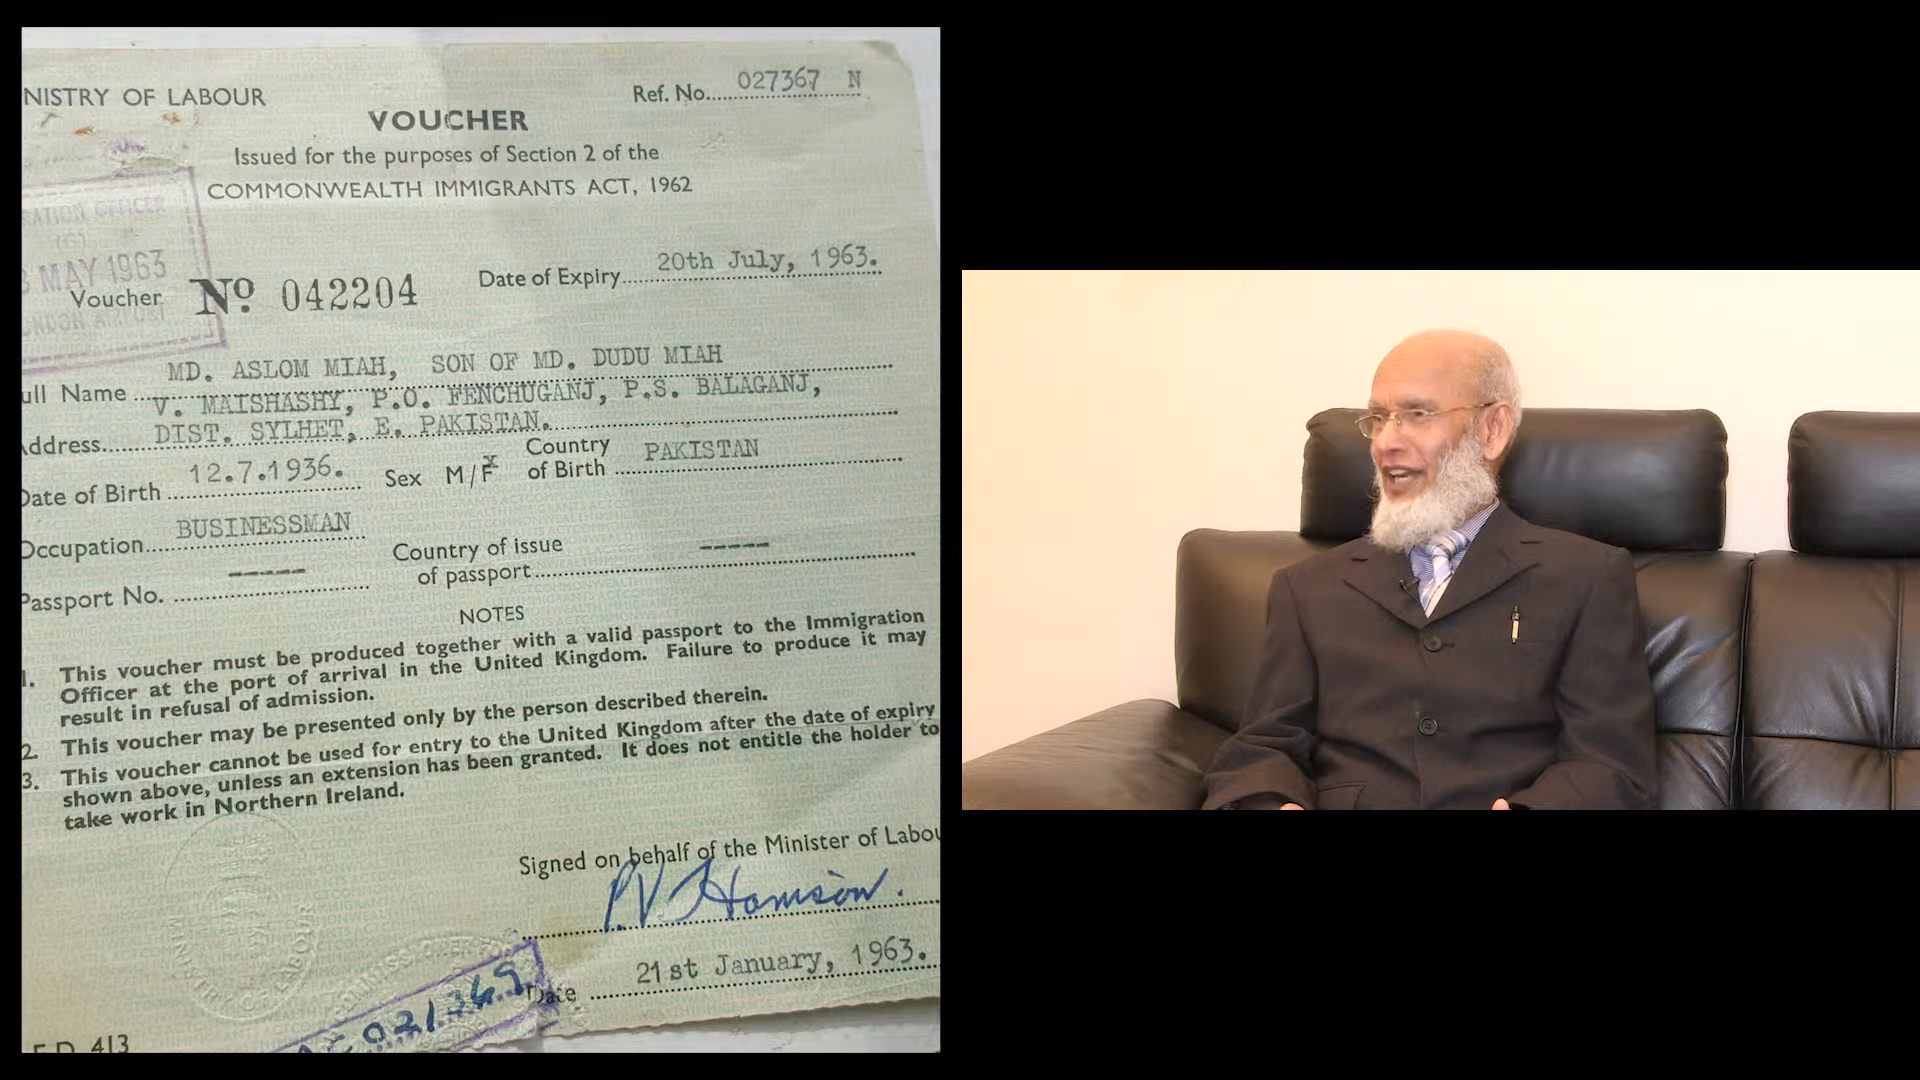 NISTRY OF LABOUR
Ref. No. 027367 N
VOUCHER
Issued for the purposes of Section 2 of the
COMMONWEALTH IMMIGRANTS ACT, 1962
RATION OFFICER
MAY 1963
NDON AIRPORT
Voucher No 042204
Date of Expiry 20th July, 1963.
ull Name MD. ASLOM MIAH, SON OF MD. DUDU MIAH
V. MAISHASHY, P.O. FENCHUGANJ, P.S. BALAGANJ,
Address DIST. SYLHET, E. PAKISTAN.
Date of Birth 12.7.1936. Sex M/F Country of Birth PAKISTAN
Occupation BUSINESSMAN
Passport No. ----- Country of issue of passport -----
NOTES
1. This voucher must be produced together with a valid passport to the Immigration
Officer at the port of arrival in the United Kingdom. Failure to produce it may
result in refusal of admission.
2. This voucher may be presented only by the person described therein.
3. This voucher cannot be used for entry to the United Kingdom after the date of expiry
shown above, unless an extension has been granted. It does not entitle the holder to
take work in Northern Ireland.
Signed on behalf of the Minister of Labou
Date 21st January, 1963.
MINISTRY OF LABOUR
E.D. 413